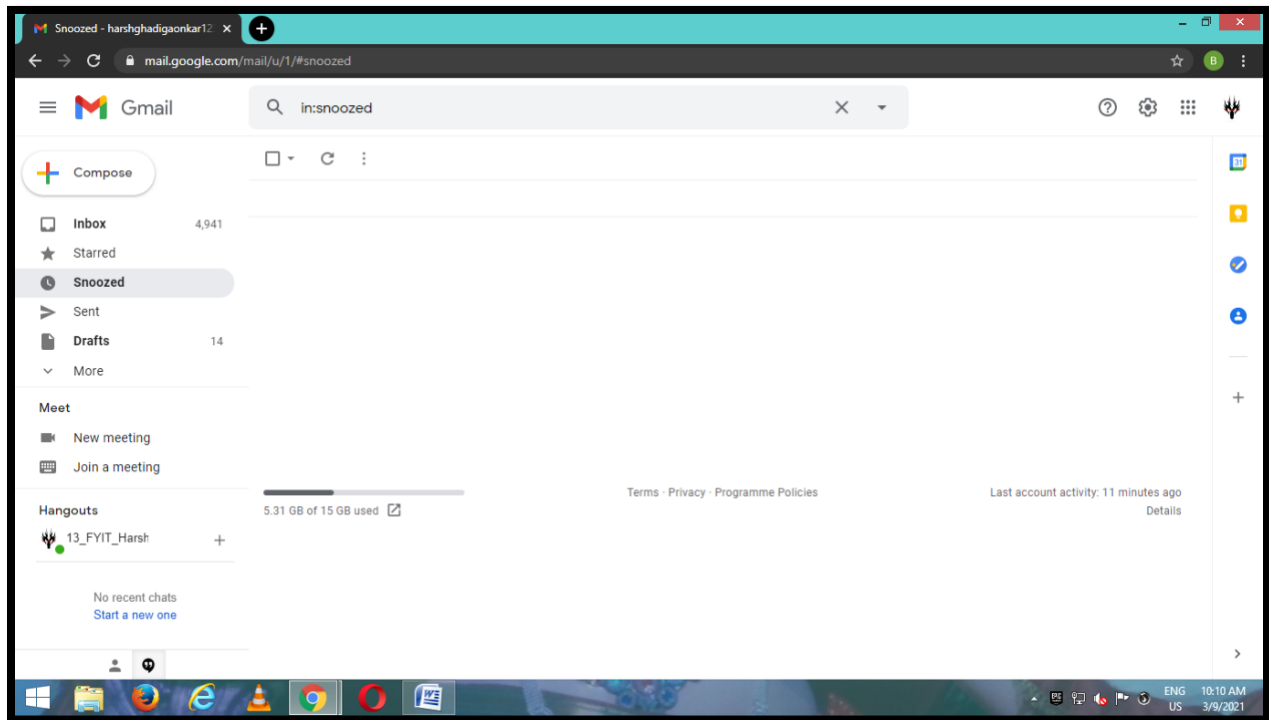 Snoozed - harshghadigaonkar12
mail.google.com/mail/u/1/#snoozed
B
Gmail
in:snoozed
Compose
31
Inbox 4,941
Starred
Snoozed
Sent
Drafts 14
More
Meet
New meeting
Join a meeting
Hangouts
13_FYIT_Harsh
No recent chats
Start a new one
5.31 GB of 15 GB used
Terms · Privacy · Programme Policies
Last account activity: 11 minutes ago
Details
ENG 10:10 AM
US 3/9/2021